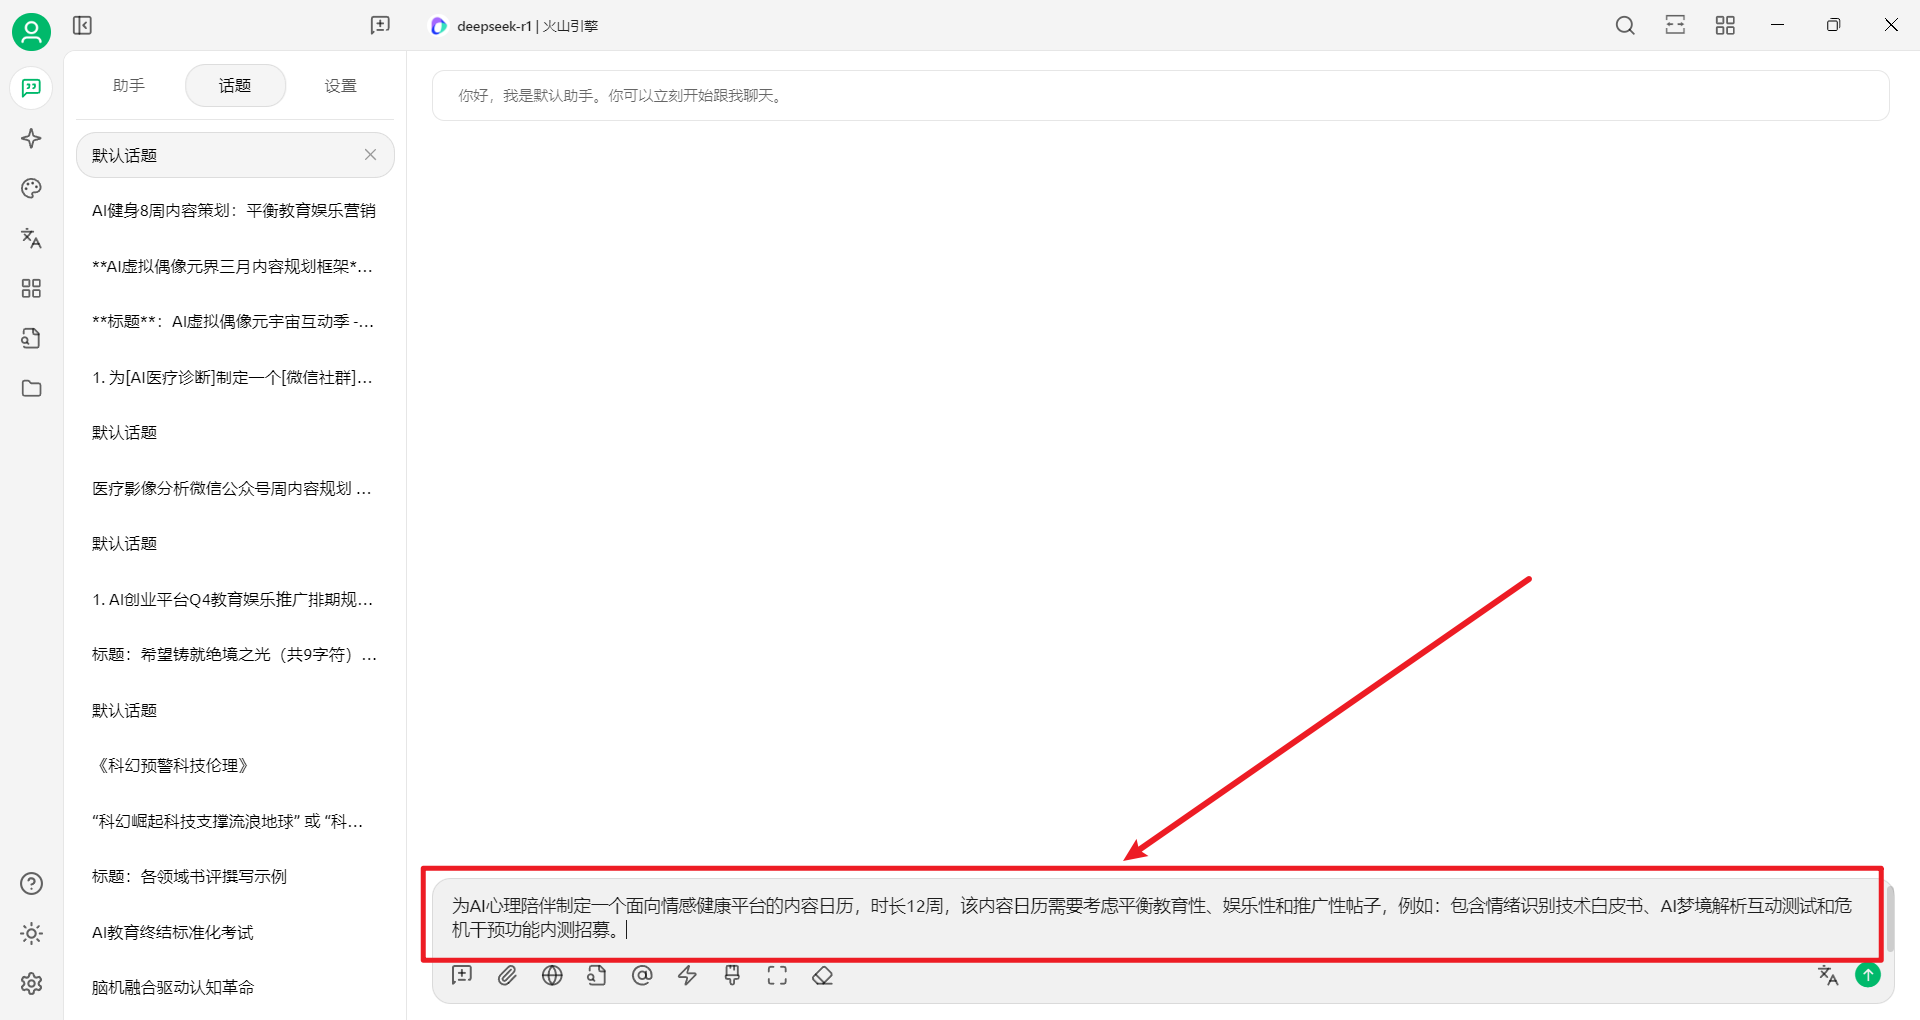 deepseek-r1 | 火山引擎
助手 话题 设置
默认话题
AI健身8周内容策划：平衡教育娱乐营销
**AI虚拟偶像元界三月内容规划框架*...
**标题**：AI虚拟偶像元宇宙互动季 -...
1. 为[AI医疗诊断]制定一个[微信社群]...
默认话题
医疗影像分析微信公众号周内容规划 ...
默认话题
1. AI创业平台Q4教育娱乐推广排期规...
标题：希望铸就绝境之光（共9字符）...
默认话题
《科幻预警科技伦理》
“科幻崛起科技支撑流浪地球” 或 “科...
标题：各领域书评撰写示例
AI教育终结标准化考试
脑机融合驱动认知革命
你好，我是默认助手。你可以立刻开始跟我聊天。
为AI心理陪伴制定一个面向情感健康平台的内容日历，时长12周，该内容日历需要考虑平衡教育性、娱乐性和推广性帖子，例如：包含情绪识别技术白皮书、AI梦境解析互动测试和危
机干预功能内测招募。